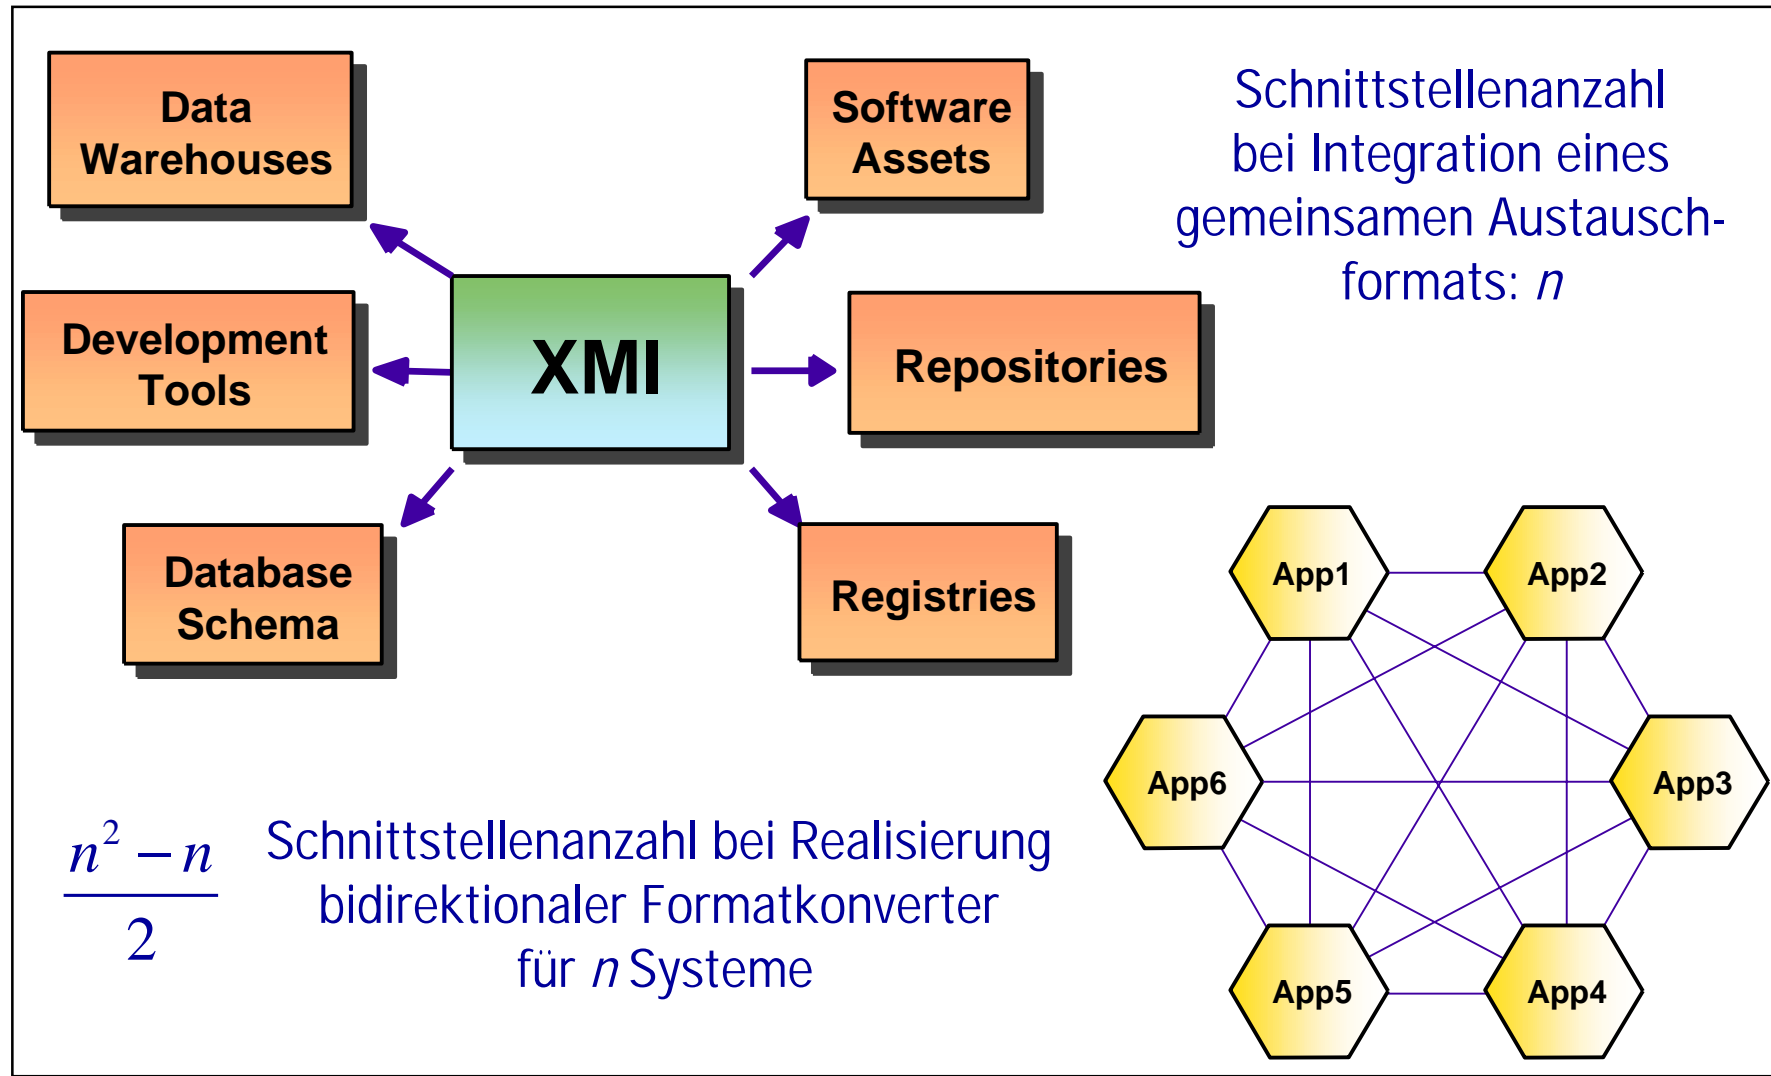 Data
Warehouses
Software
Assets
Schnittstellenanzahl
bei Integration eines
gemeinsamen Austausch-
formats: n
Development
Tools
XMI
Repositories
Database
Schema
Registries
App1
App2
App6
App3
App5
App4
n² – n
2
Schnittstellenanzahl bei Realisierung
bidirektionaler Formatkonverter
für n Systeme